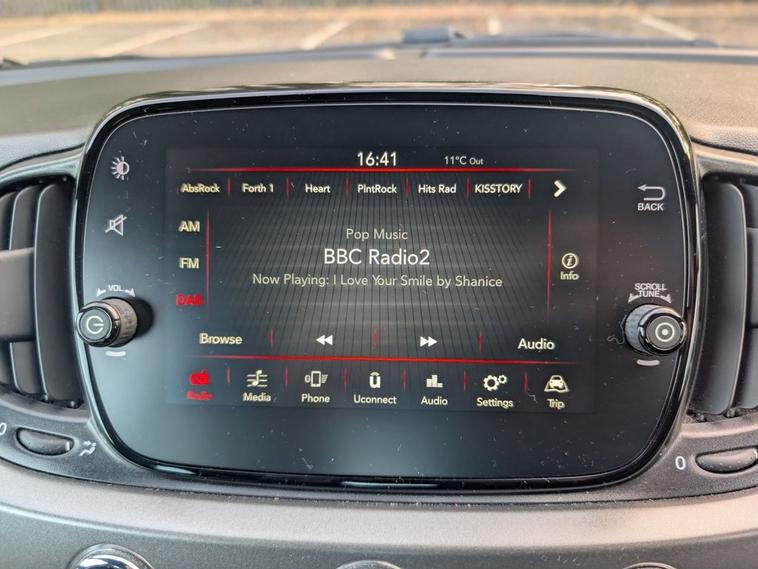 16:41 11°C Out
AbsRock Forth 1 Heart PlntRock Hits Rad KISSTORY
BACK
AM
FM
DAB
Pop Music
BBC Radio2
Now Playing: I Love Your Smile by Shanice
i
Info
VOL
SCROLL
TUNE
Browse Audio
Radio Media Phone Uconnect Audio Settings Trip
0 0